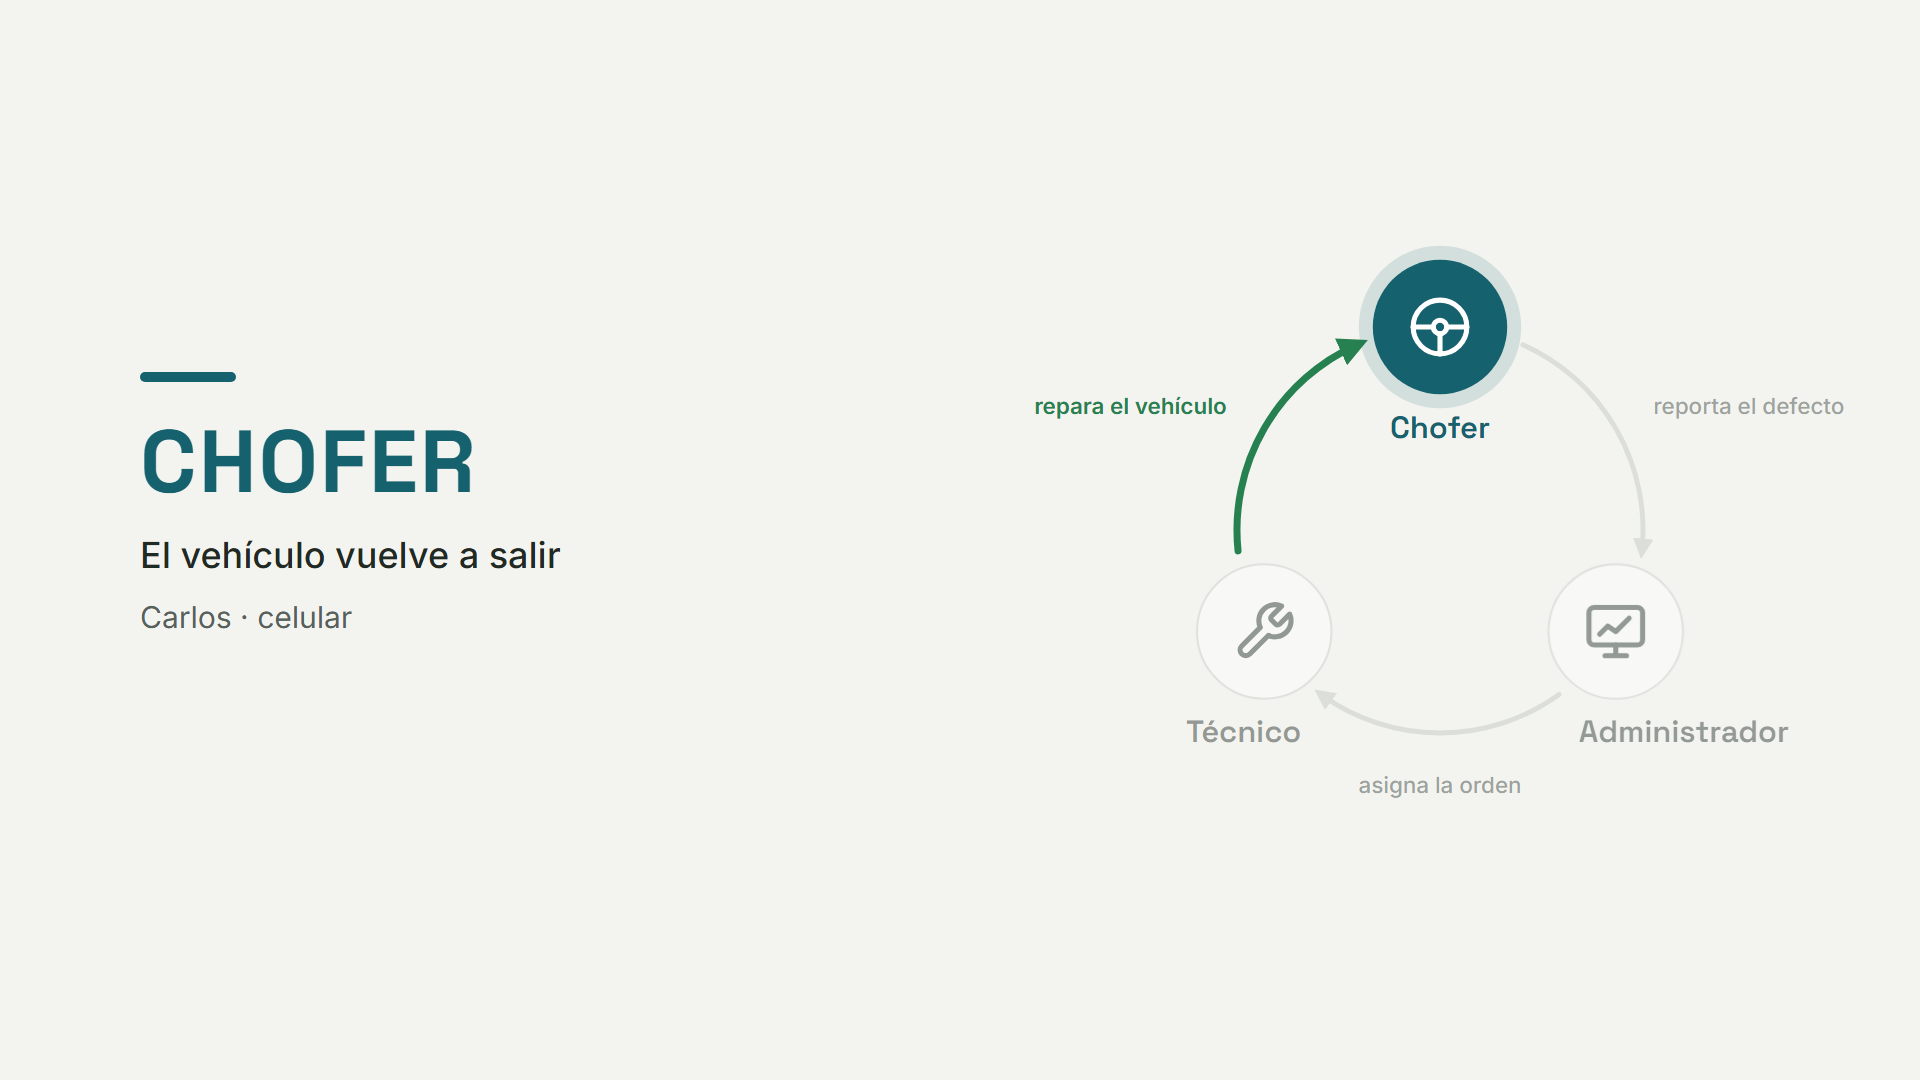 CHOFER
El vehículo vuelve a salir
Carlos · celular
repara el vehículo
Chofer
reporta el defecto
Técnico
Administrador
asigna la orden